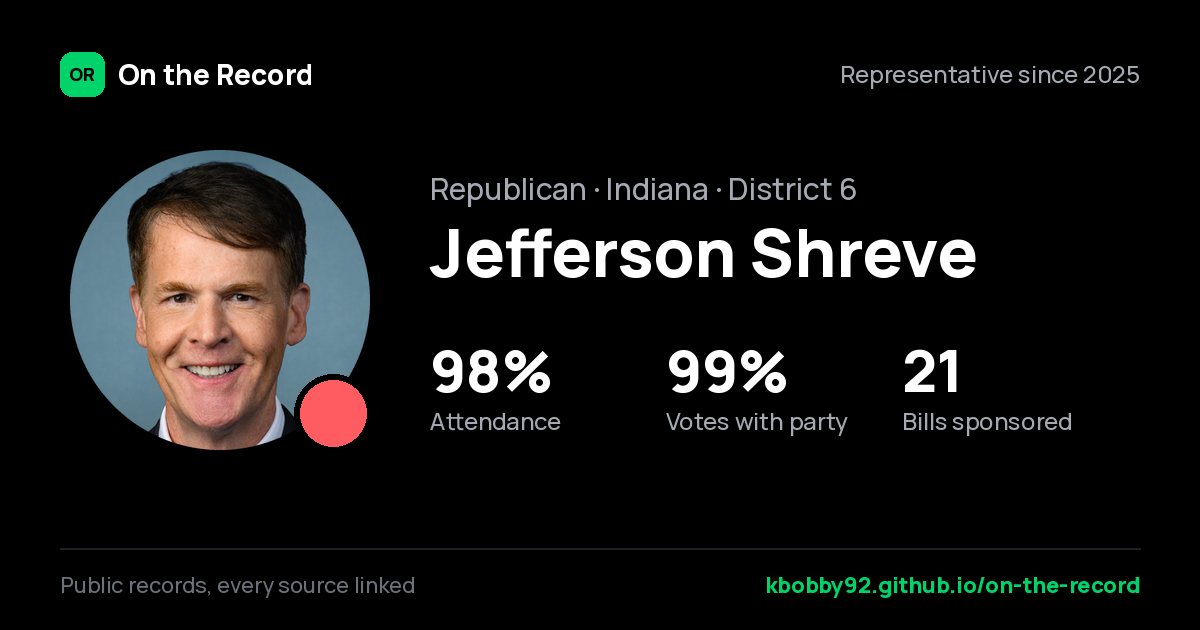 OR On the Record
Representative since 2025
Republican · Indiana · District 6
Jefferson Shreve
98% 99% 21
Attendance Votes with party Bills sponsored
Public records, every source linked
kbobby92.github.io/on-the-record